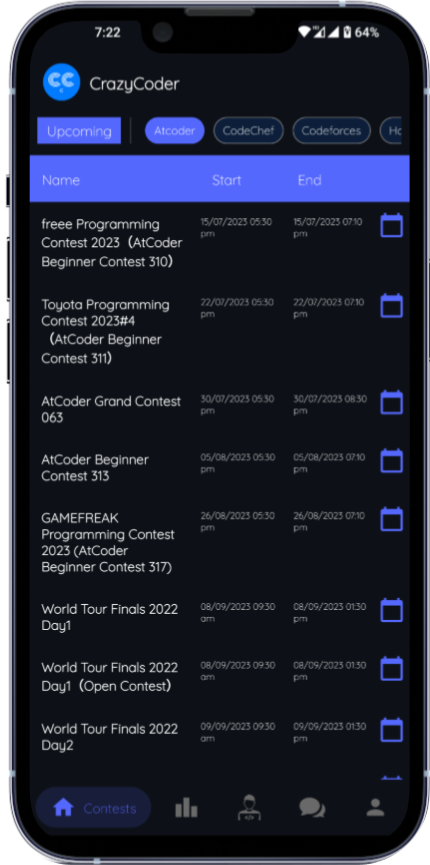 7:22
64%
CC
CrazyCoder
Upcoming
Atcoder
CodeChef
Codeforces
Name
Start
End
freee Programming
Contest 2023（AtCoder
Beginner Contest 310）
15/07/2023 05:30
pm
15/07/2023 07:10
pm
Toyota Programming
Contest 2023#4
（AtCoder Beginner
Contest 311）
22/07/2023 05:30
pm
22/07/2023 07:10
pm
AtCoder Grand Contest
063
30/07/2023 05:30
pm
30/07/2023 08:30
pm
AtCoder Beginner
Contest 313
05/08/2023 05:30
pm
05/08/2023 07:10
pm
GAMEFREAK
Programming Contest
2023 (AtCoder
Beginner Contest 317)
26/08/2023 05:30
pm
26/08/2023 07:10
pm
World Tour Finals 2022
Day1
08/09/2023 09:30
am
08/09/2023 01:30
pm
World Tour Finals 2022
Day1（Open Contest）
08/09/2023 09:30
am
08/09/2023 01:30
pm
World Tour Finals 2022
Day2
09/09/2023 09:30
am
09/09/2023 01:30
pm
Contests